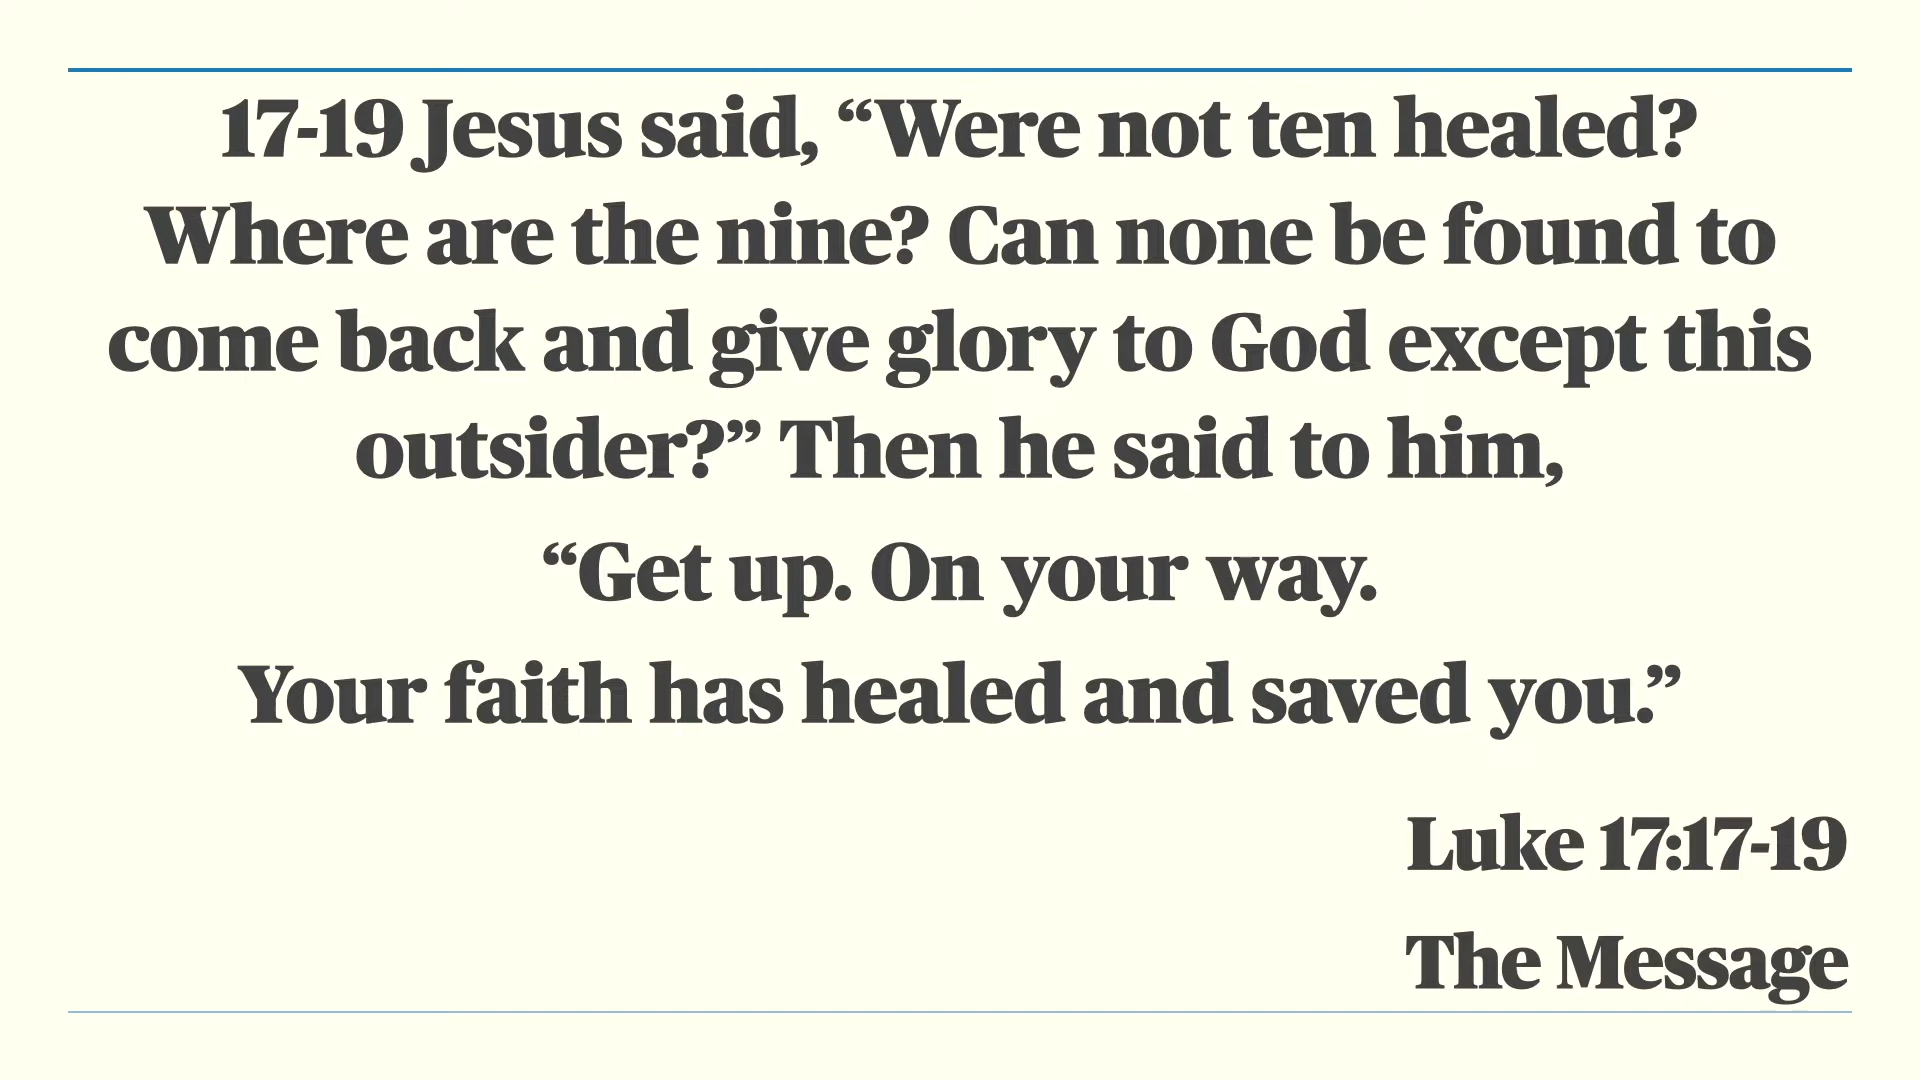 17-19 Jesus said, “Were not ten healed?
Where are the nine? Can none be found to
come back and give glory to God except this
outsider?” Then he said to him,
“Get up. On your way.
Your faith has healed and saved you.”
Luke 17:17-19
The Message